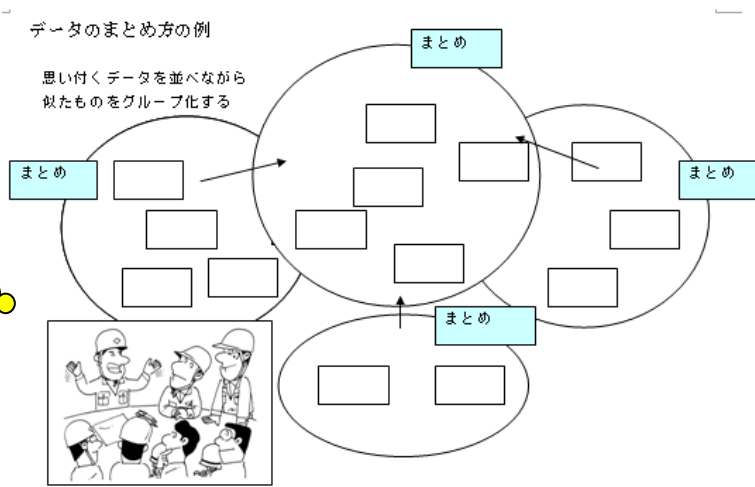 データのまとめ方の例
思い付くデータを並べながら
似たものをグループ化する
まとめ
まとめ
まとめ
まとめ